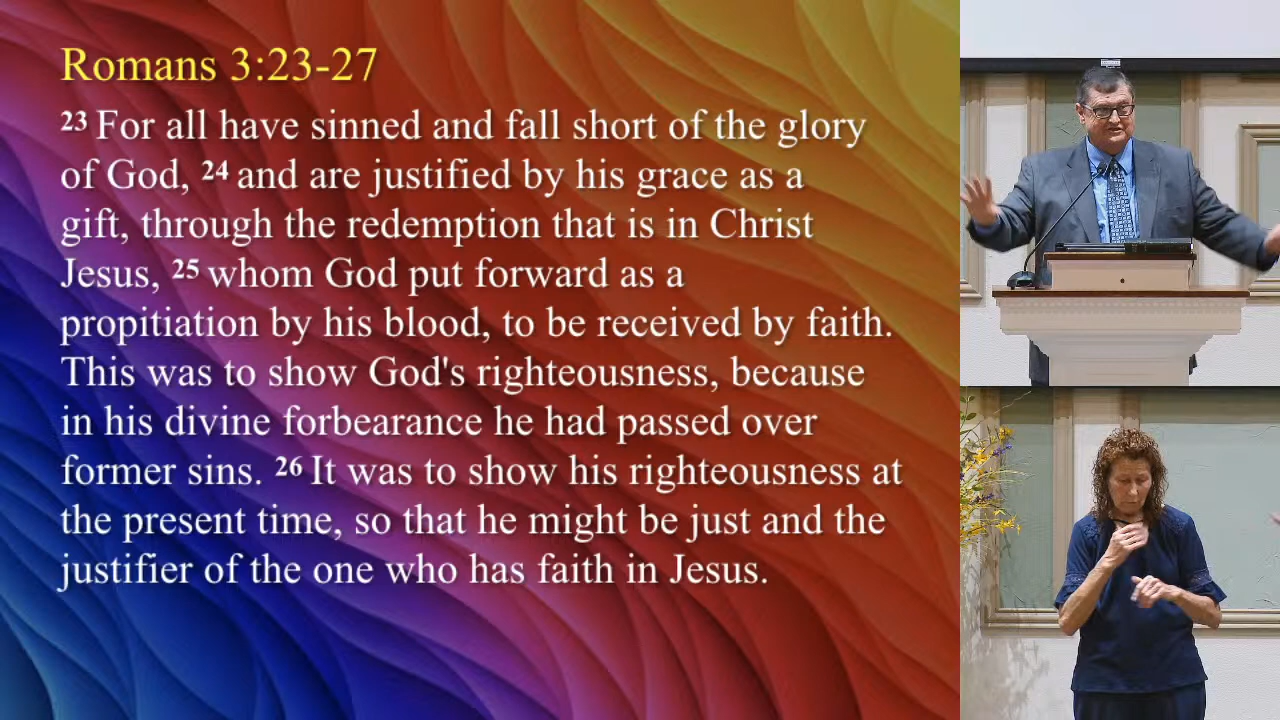 Romans 3:23-27
23 For all have sinned and fall short of the glory
of God, 24 and are justified by his grace as a
gift, through the redemption that is in Christ
Jesus, 25 whom God put forward as a
propitiation by his blood, to be received by faith.
This was to show God's righteousness, because
in his divine forbearance he had passed over
former sins. 26 It was to show his righteousness at
the present time, so that he might be just and the
justifier of the one who has faith in Jesus.